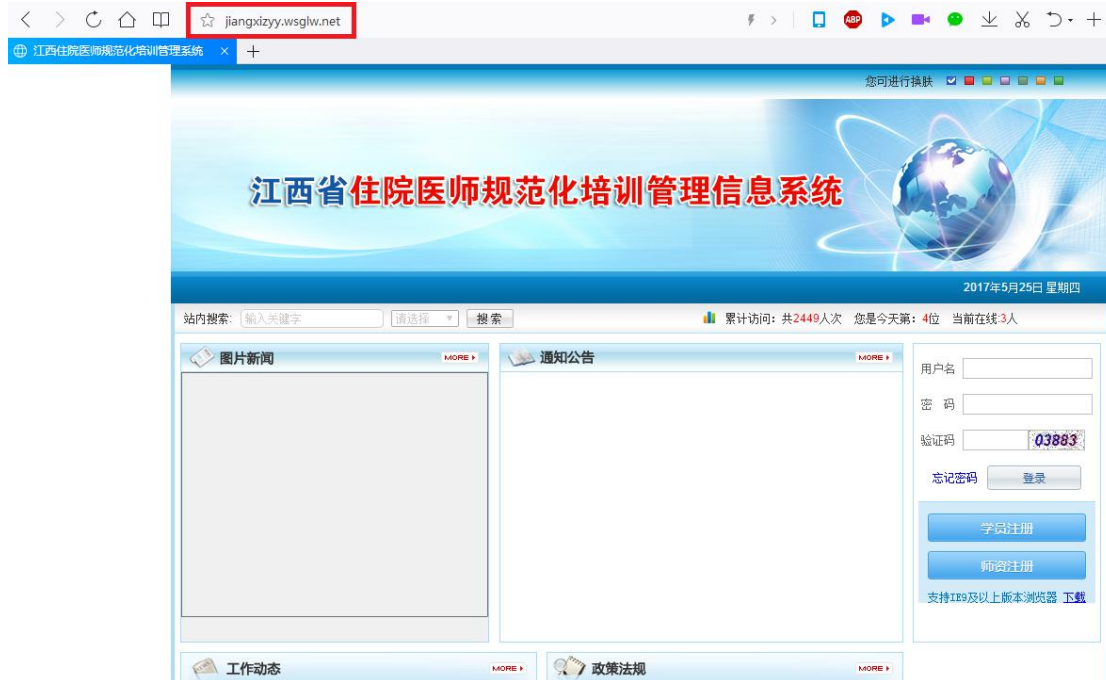 jiangxizyy.wsglw.net
ABP
江西住院医师规范化培训管理系统 ×
您可进行换肤
江西省住院医师规范化培训管理信息系统
2017年5月25日 星期四
站内搜索: 输入关键字 请选择 搜索 累计访问：共2449人次 您是今天第：4位 当前在线:3人
图片新闻 MORE
通知公告 MORE
用户名
密 码
验证码 03883
忘记密码 登录
学员注册
师资注册
支持IE9及以上版本浏览器 下载
工作动态 MORE
政策法规 MORE